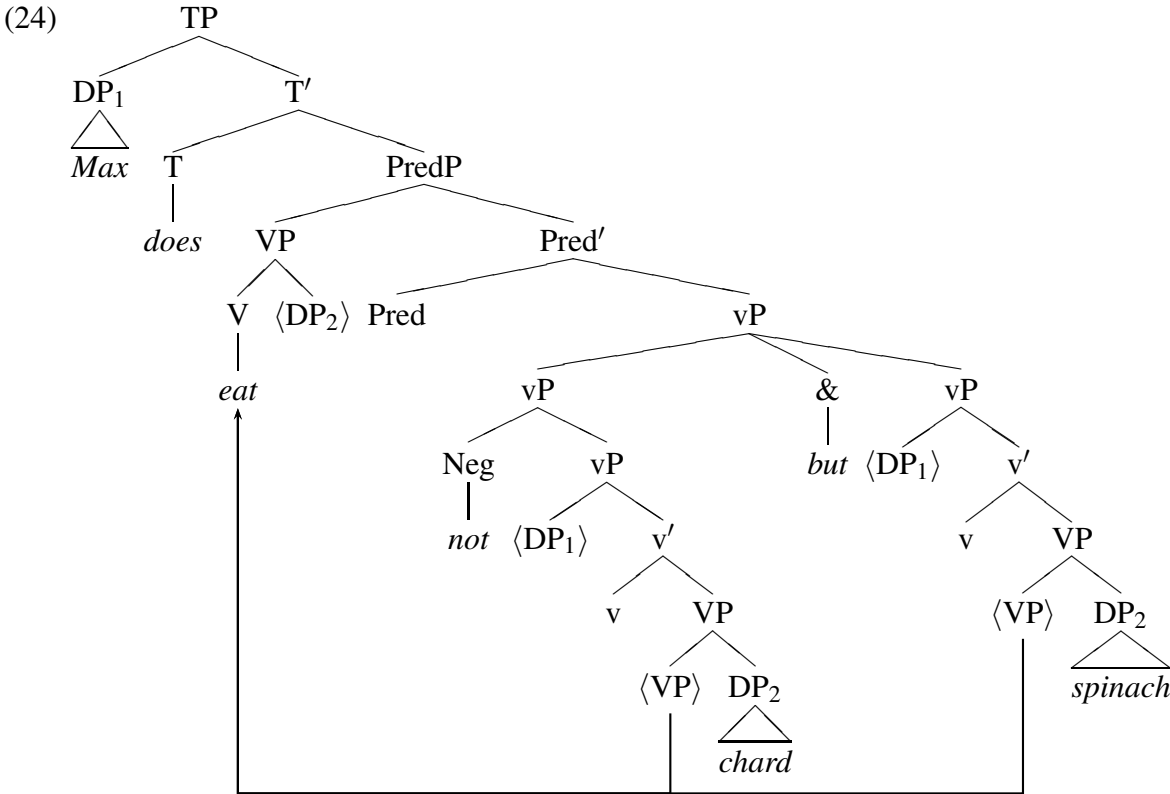 (24) TP
DP₁ T′
Max T PredP
does VP Pred′
V ⟨DP₂⟩ Pred vP
eat vP & vP
Neg vP but ⟨DP₁⟩ v′
not ⟨DP₁⟩ v′ v VP
v VP ⟨VP⟩ DP₂
⟨VP⟩ DP₂ spinach
chard